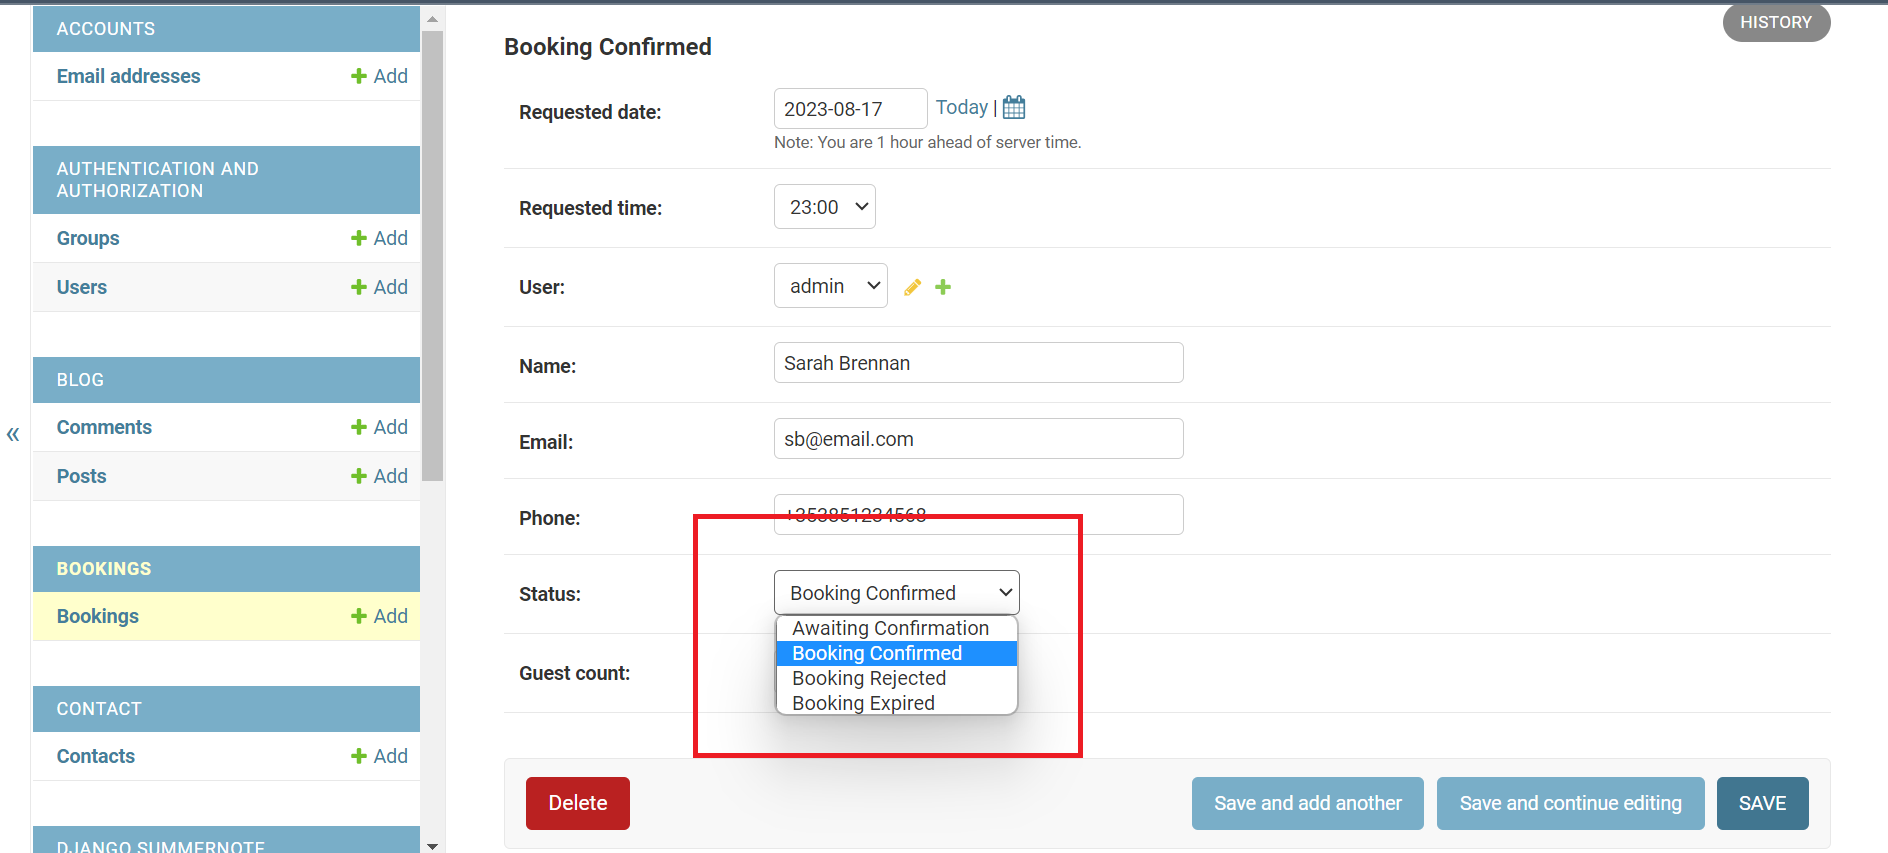 ACCOUNTS
Email addresses Add
AUTHENTICATION AND
AUTHORIZATION
Groups Add
Users Add
BLOG
Comments Add
Posts Add
«
BOOKINGS
Bookings Add
CONTACT
Contacts Add
DJANGO SUMMERNOTE
HISTORY
Booking Confirmed
Requested date: 2023-08-17 Today |
Note: You are 1 hour ahead of server time.
Requested time: 23:00
User: admin
Name: Sarah Brennan
Email: sb@email.com
Phone: +353851234568
Status: Booking Confirmed
Awaiting Confirmation
Booking Confirmed
Booking Rejected
Booking Expired
Guest count:
Delete Save and add another Save and continue editing SAVE